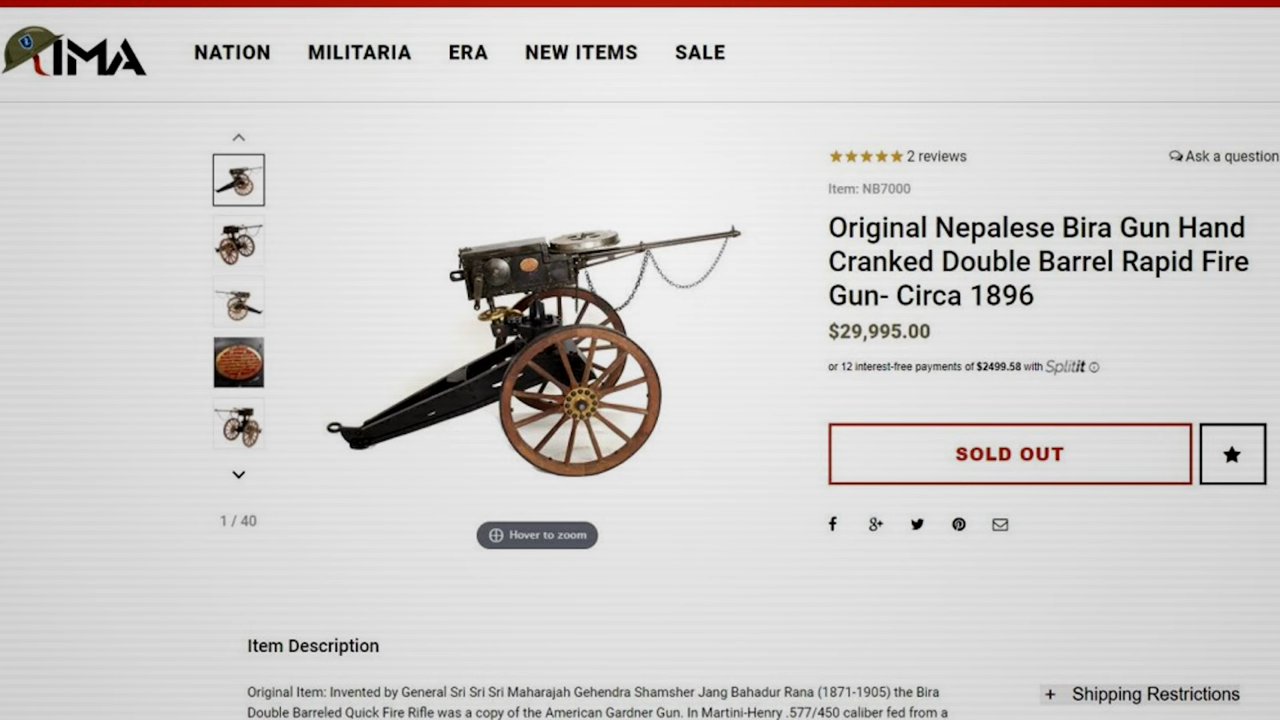 IMA
NATION
MILITARIA
ERA
NEW ITEMS
SALE
2 reviews
Ask a question
Item: NB7000
Original Nepalese Bira Gun Hand
Cranked Double Barrel Rapid Fire
Gun- Circa 1896
$29,995.00
or 12 interest-free payments of $2499.58 with Splitit
SOLD OUT
1 / 40
Hover to zoom
Item Description
Original Item: Invented by General Sri Sri Sri Maharajah Gehendra Shamsher Jang Bahadur Rana (1871-1905) the Bira
Double Barreled Quick Fire Rifle was a copy of the American Gardner Gun. In Martini-Henry .577/450 caliber fed from a
+ Shipping Restrictions